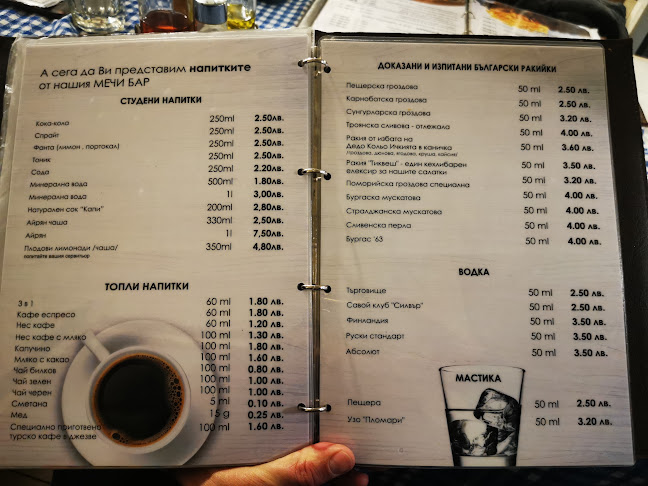 А сега да Ви представим напитките
от нашия МЕЧИ БАР
СТУДЕНИ НАПИТКИ
Кока-кола 250ml 2.50лв.
Спрайт 250ml 2.50лв.
Фанта (лимон , портокал) 250ml 2.50лв.
Тоник 250ml 2.50лв.
Сода 250ml 2.20лв.
Минерална вода 500ml 1.80лв.
Минерална вода 1l 3,00лв.
Натурален сок "Капи" 200ml 2,80лв.
Айрян чаша 330ml 2,50лв.
Айрян 1l 7,50лв.
Плодови лимонади /чаша/ 350ml 4,80лв.
попитайте вашия сервитьор
ТОПЛИ НАПИТКИ
3 в 1 60 ml 1.80 лв.
Кафе еспресо 60 ml 1.80 лв.
Нес кафе 60 ml 1.20 лв.
Нес кафе с мляко 100 ml 1.30 лв.
Капучино 100 ml 1.80 лв.
Мляко с какао 100 ml 1.60 лв.
Чай билков 100 ml 0.80 лв.
Чай зелен 100 ml 1.00 лв.
Чай черен 100 ml 1.00 лв.
Сметана 5 ml 0.10 лв.
Мед 15 g 0.25 лв.
Специално приготвено 100 ml 1.60 лв.
турско кафе в джезве
ДОКАЗАНИ И ИЗПИТАНИ БЪЛГАРСКИ РАКИЙКИ
Пещерска гроздова 50 ml 2.50 лв.
Карнобатска гроздова 50 ml 2.50 лв.
Сунгурларска гроздова 50 ml 3.20 лв.
Троянска сливова - отлежала 50 ml 4.00 лв.
Ракия от избата на 50 ml 3.60 лв.
Дядо Кольо Ичкията в каничка
/гроздова, дюлова, ябълкова, круша, кайсия/
Ракия "Тиквеш" - един кехлибарен 50 ml 3.50 лв.
елексир за нашите салатки
Поморийска гроздова специална 50 ml 3.20 лв.
Бургаска мускатова 50 ml 4.00 лв.
Стралджанска мускатова 50 ml 4.00 лв.
Сливенска перла 50 ml 4.00 лв.
Бургас '63 50 ml 4.00 лв.
ВОДКА
Търговище 50 ml 2.50 лв.
Савой клуб "Силвър" 50 ml 2.50 лв.
Финландия 50 ml 3.50 лв.
Руски стандарт 50 ml 3.50 лв.
Абсолют 50 ml 3.50 лв.
МАСТИКА
Пещера 50 ml 2.50 лв.
Узо "Пломари" 50 ml 3.20 лв.